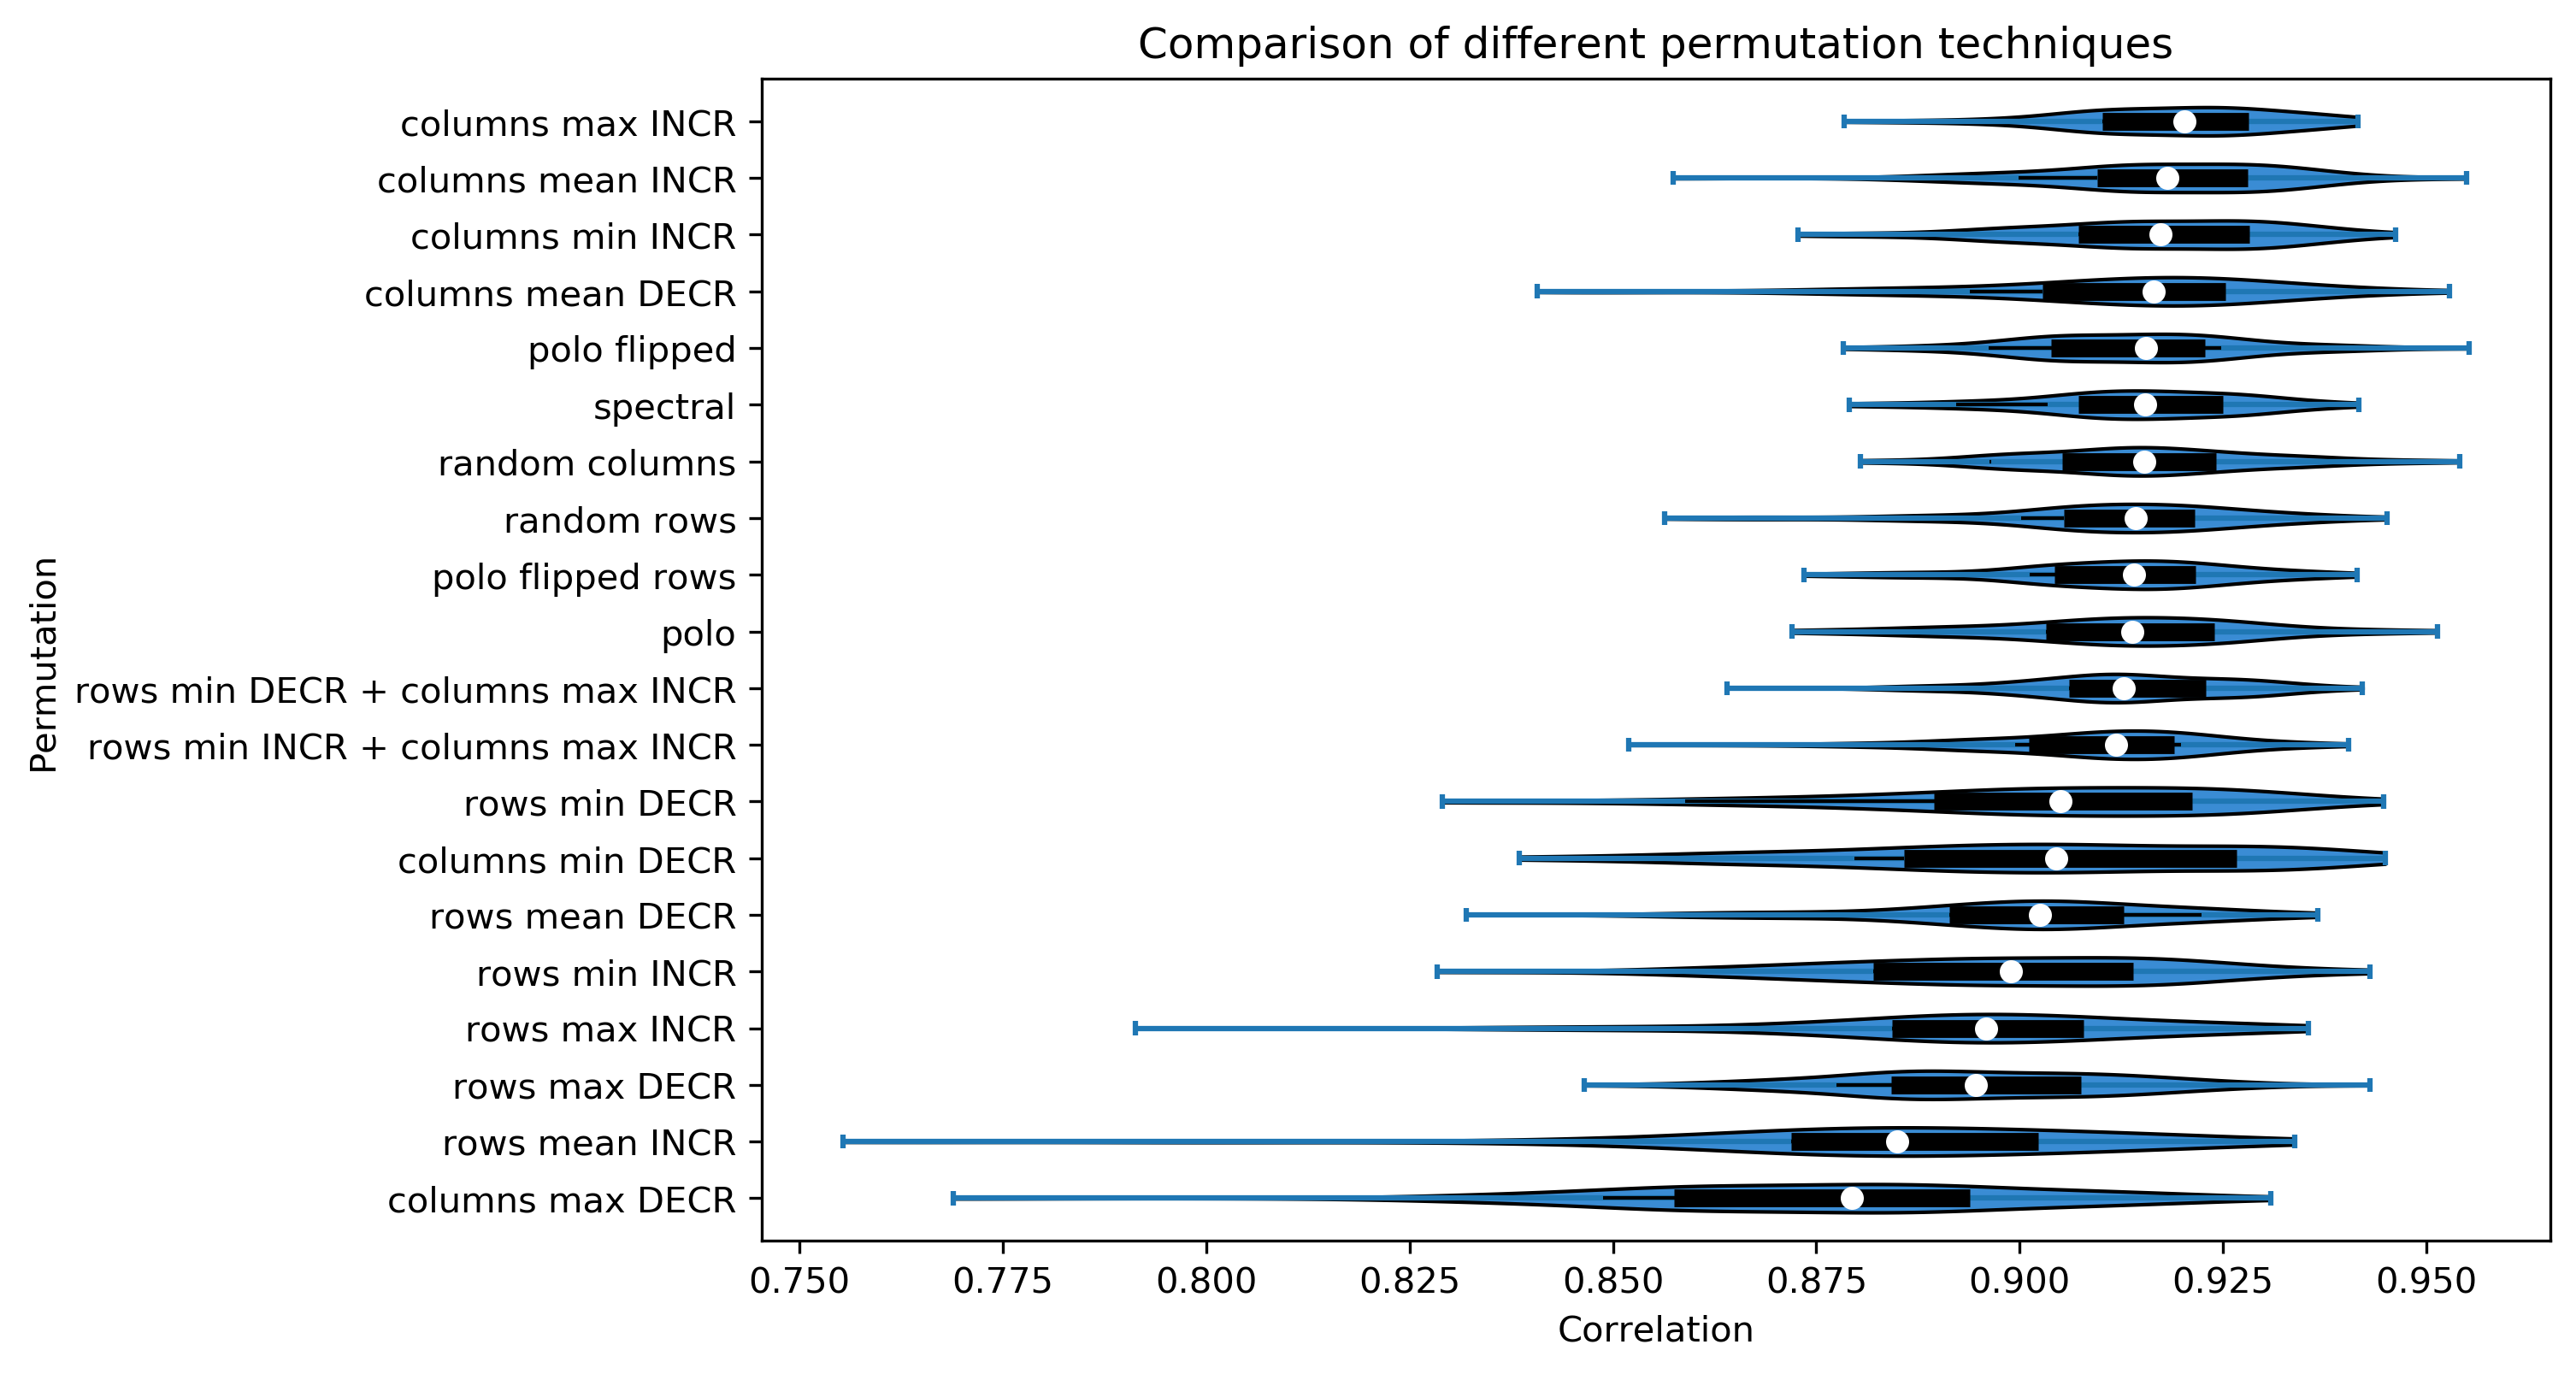 Comparison of different permutation techniques
columns max INCR
columns mean INCR
columns min INCR
columns mean DECR
polo flipped
spectral
random columns
random rows
polo flipped rows
polo
rows min DECR + columns max INCR
rows min INCR + columns max INCR
rows min DECR
columns min DECR
rows mean DECR
rows min INCR
rows max INCR
rows max DECR
rows mean INCR
columns max DECR
Permutation
0.750 0.775 0.800 0.825 0.850 0.875 0.900 0.925 0.950
Correlation